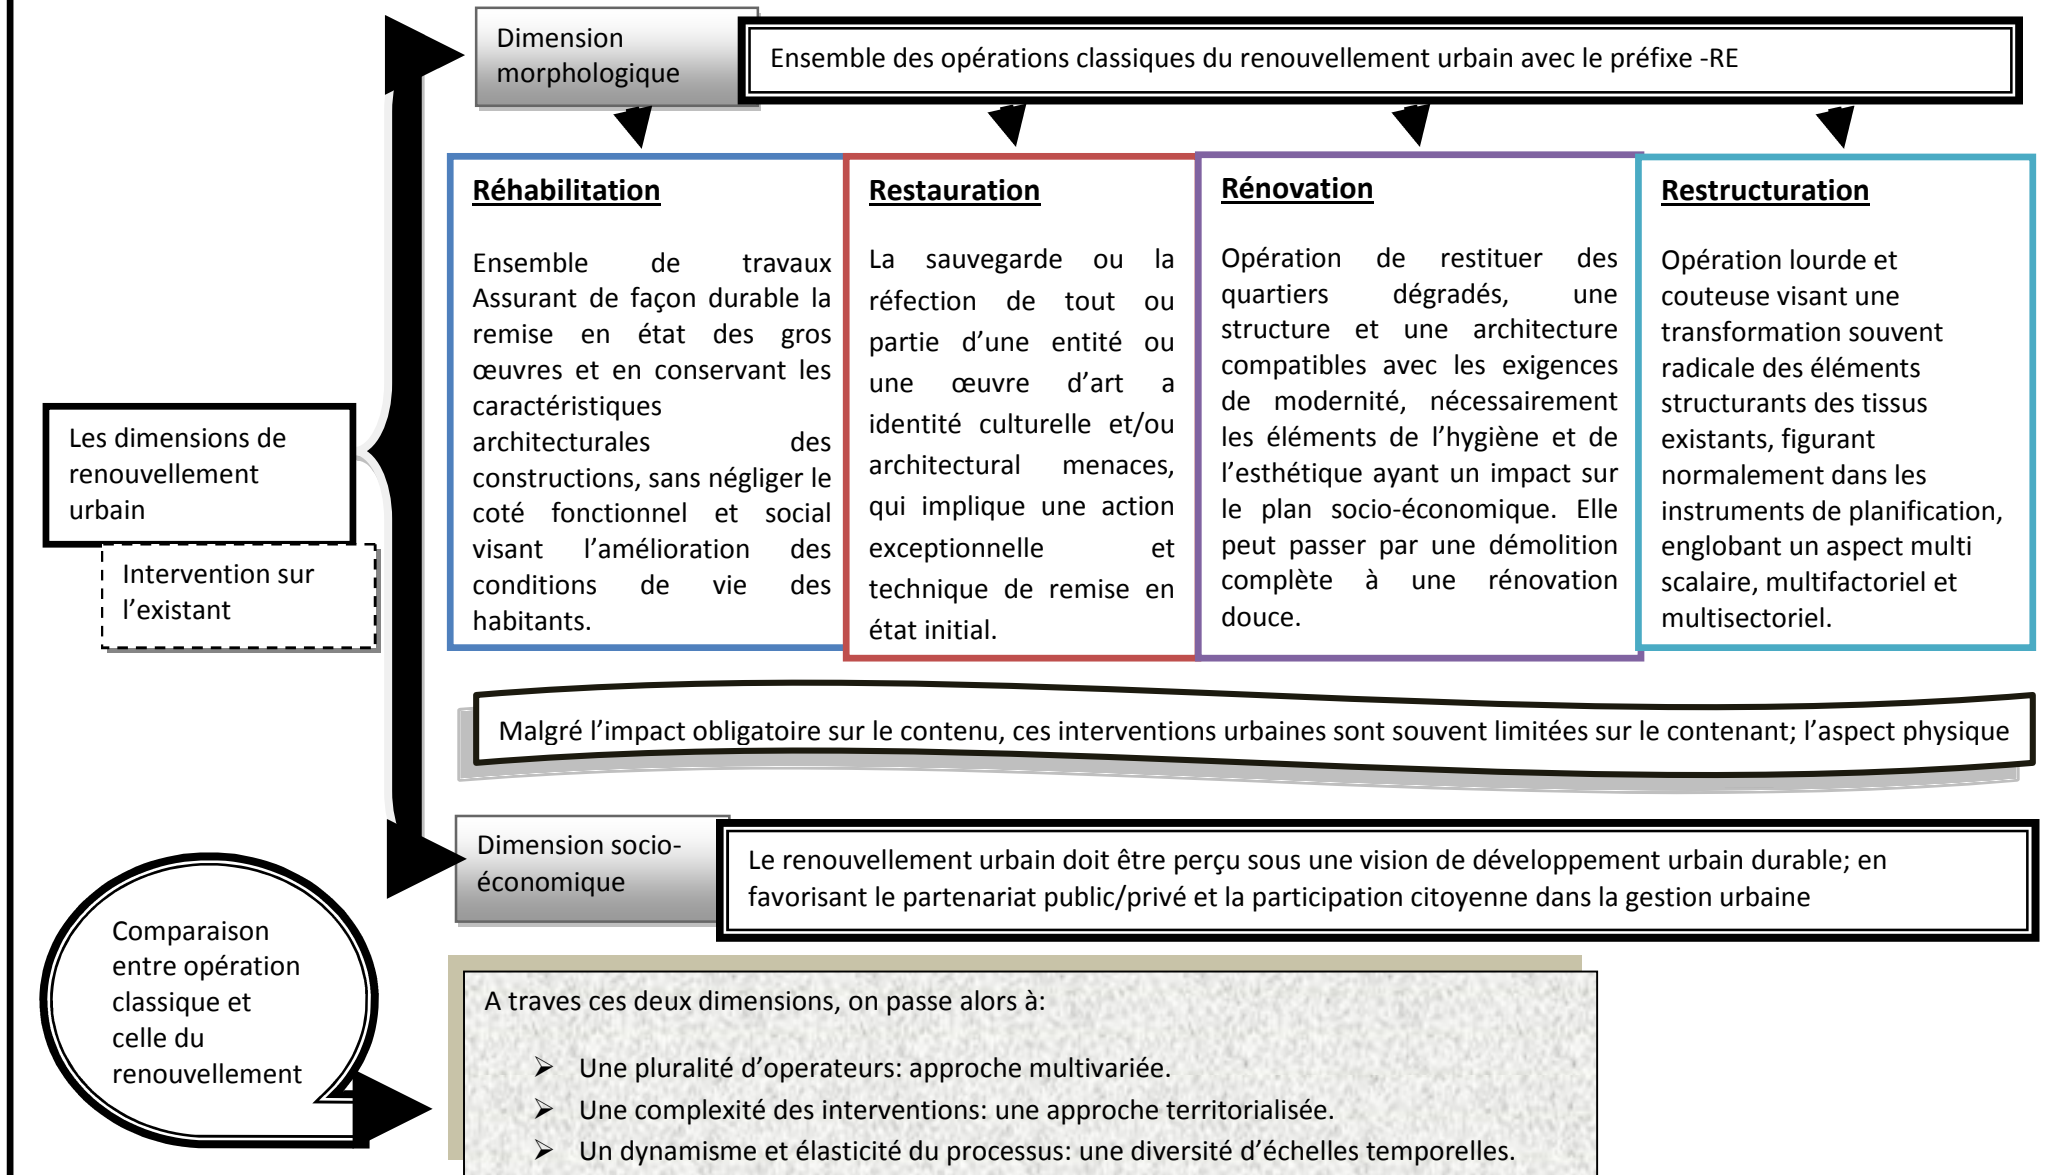 Dimension
morphologique
Ensemble des opérations classiques du renouvellement urbain avec le préfixe -RE
Réhabilitation
Ensemble de travaux
Assurant de façon durable la
remise en état des gros
œuvres et en conservant les
caractéristiques
architecturales des
constructions, sans négliger le
coté fonctionnel et social
visant l’amélioration des
conditions de vie des
habitants.
Restauration
La sauvegarde ou la
réfection de tout ou
partie d’une entité ou
une œuvre d’art a
identité culturelle et/ou
architectural menaces,
qui implique une action
exceptionnelle et
technique de remise en
état initial.
Rénovation
Opération de restituer des
quartiers dégradés, une
structure et une architecture
compatibles avec les exigences
de modernité, nécessairement
les éléments de l’hygiène et de
l’esthétique ayant un impact sur
le plan socio-économique. Elle
peut passer par une démolition
complète à une rénovation
douce.
Restructuration
Opération lourde et
couteuse visant une
transformation souvent
radicale des éléments
structurants des tissus
existants, figurant
normalement dans les
instruments de planification,
englobant un aspect multi
scalaire, multifactoriel et
multisectoriel.
Les dimensions de
renouvellement
urbain
Intervention sur
l’existant
Malgré l’impact obligatoire sur le contenu, ces interventions urbaines sont souvent limitées sur le contenant; l’aspect physique
Dimension socio-
économique
Le renouvellement urbain doit être perçu sous une vision de développement urbain durable; en
favorisant le partenariat public/privé et la participation citoyenne dans la gestion urbaine
Comparaison
entre opération
classique et
celle du
renouvellement
A traves ces deux dimensions, on passe alors à:
➢ Une pluralité d’operateurs: approche multivariée.
➢ Une complexité des interventions: une approche territorialisée.
➢ Un dynamisme et élasticité du processus: une diversité d’échelles temporelles.